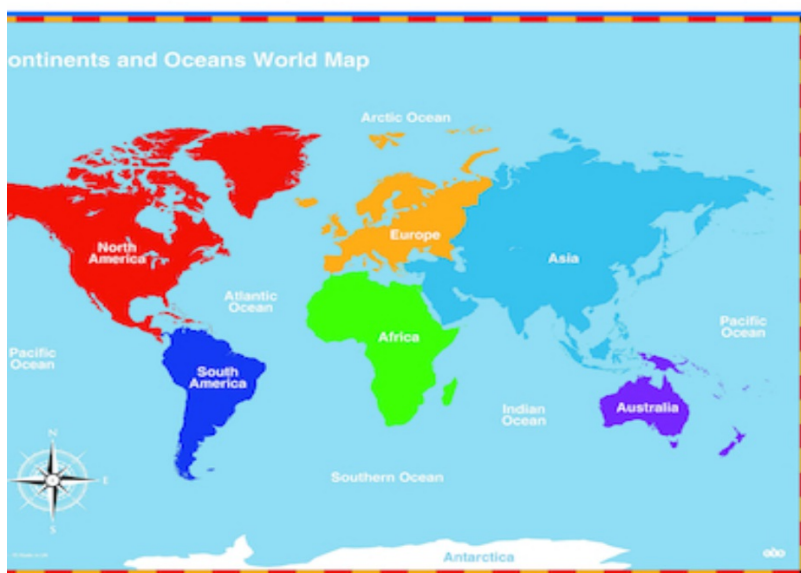 ontinents and Oceans World Map
Arctic Ocean
North
America
Europe
Asia
Atlantic
Ocean
Africa
Pacific
Ocean
Pacific
Ocean
South
America
Indian
Ocean
Australia
N
E
S
Southern Ocean
Antarctica